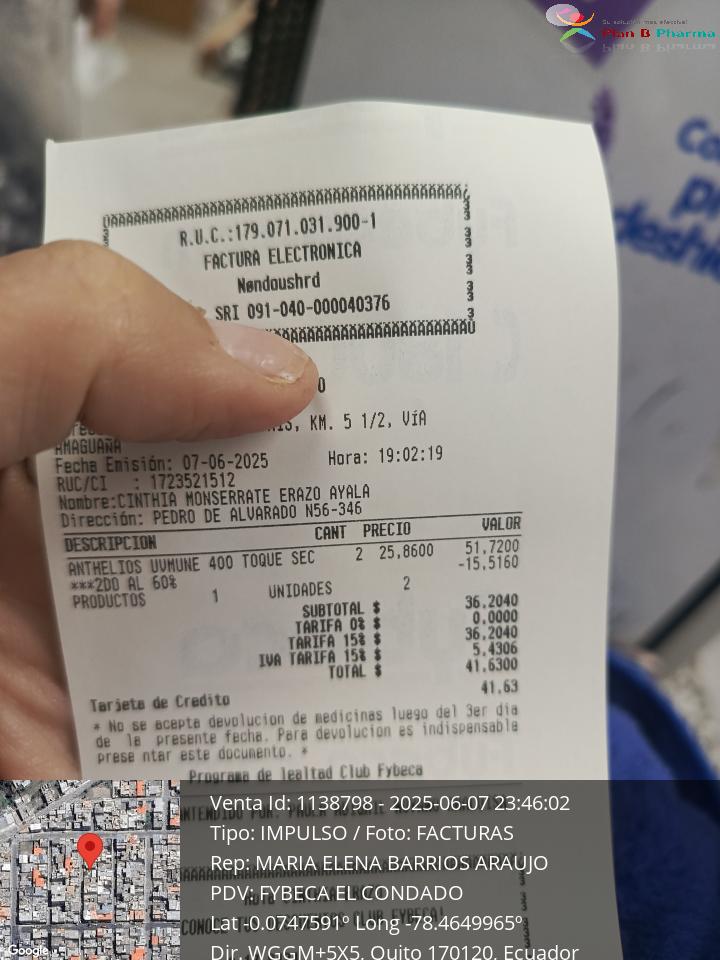 Su solución más efectiva!
Plan B Pharma
R.U.C.:179.071.031.900-1
FACTURA ELECTRONICA
Nøndoushrd
SRI 091-040-000040376
0
KM. 5 1/2, VÍA
AMAGUAÑA
Fecha Emisión: 07-06-2025 Hora: 19:02:19
RUC/CI : 1723521512
Nombre:CINTHIA MONSERRATE ERAZO AYALA
Dirección: PEDRO DE ALVARADO N56-346
DESCRIPCION CANT PRECIO VALOR
ANTHELIOS UVMUNE 400 TOQUE SEC 2 25,8600 51.7200
***2DO AL 60% -15.5160
PRODUCTOS 1 UNIDADES 2
SUBTOTAL $ 36.2040
TARIFA 0% $ 0.0000
TARIFA 15% $ 36.2040
IVA TARIFA 15% $ 5.4306
TOTAL $ 41.6300
Tarjeta de Credito 41.63
* No se acepta devolucion de medicinas luego del 3er dia
de la presente fecha. Para devolucion es indispensable
prese ntar este documento. *
Programa de lealtad Club Fybeca
Venta Id: 1138798 - 2025-06-07 23:46:02
Tipo: IMPULSO / Foto: FACTURAS
Rep: MARIA ELENA BARRIOS ARAUJO
PDV: FYBECA EL CONDADO
Lat -0.0747591° Long -78.4649965°
Dir. WGGM+5X5, Quito 170120, Ecuador
Google